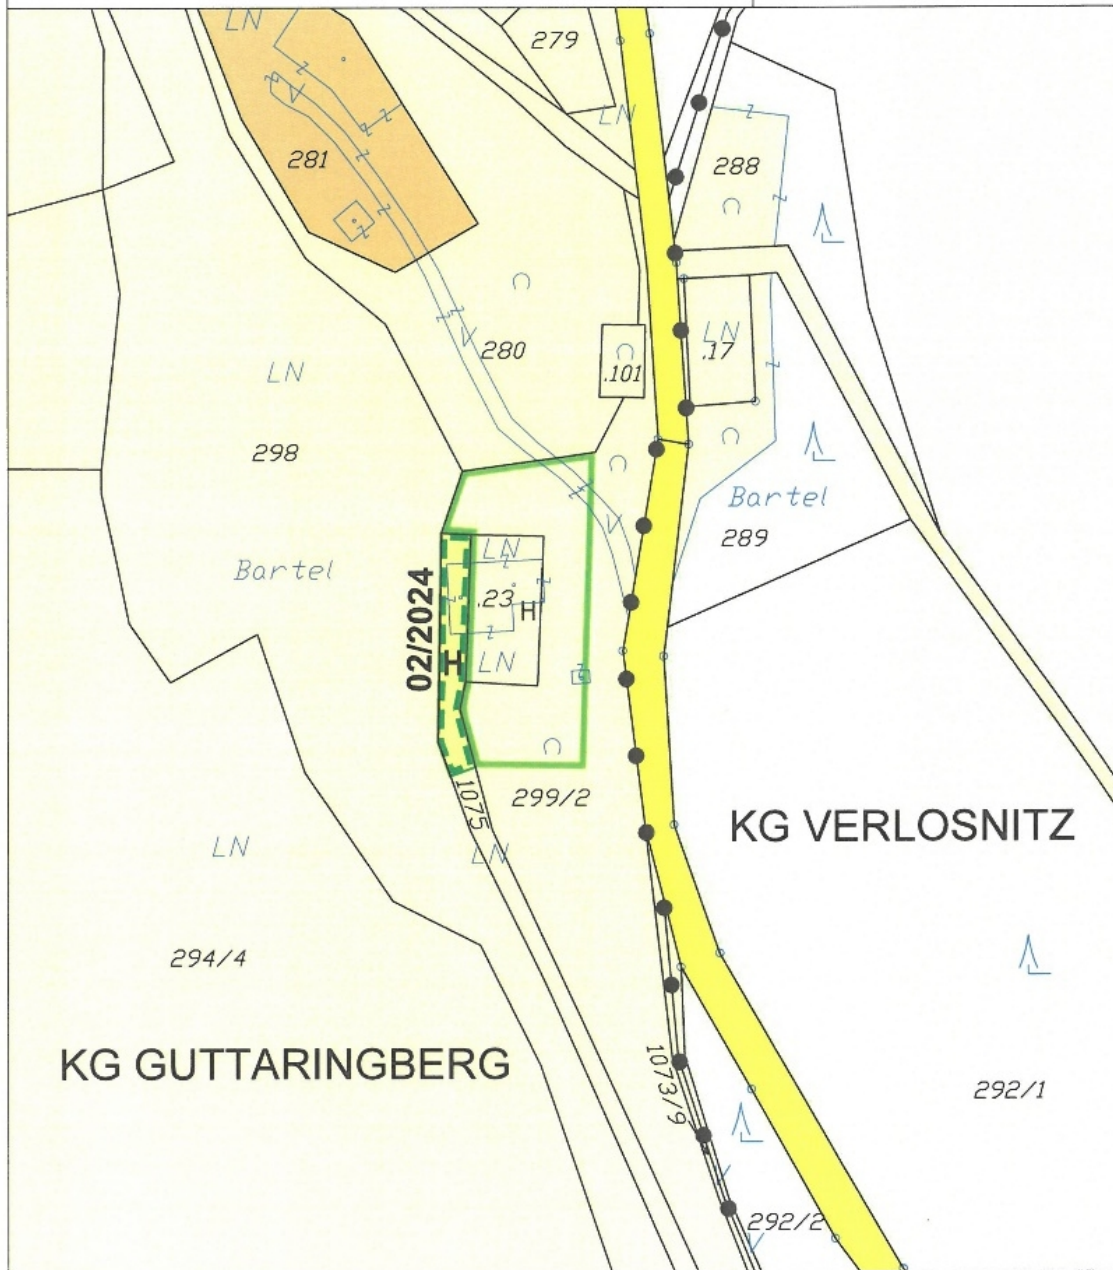 LN
279
LN
281
288
280
LN
.17
.101
LN
298
Bartel
289
LN
Bartel
.23
H
02/2024
H
LN
299/2
1075
KG VERLOSNITZ
LN
LN
294/4
KG GUTTARINGBERG
1073/9
292/1
292/2